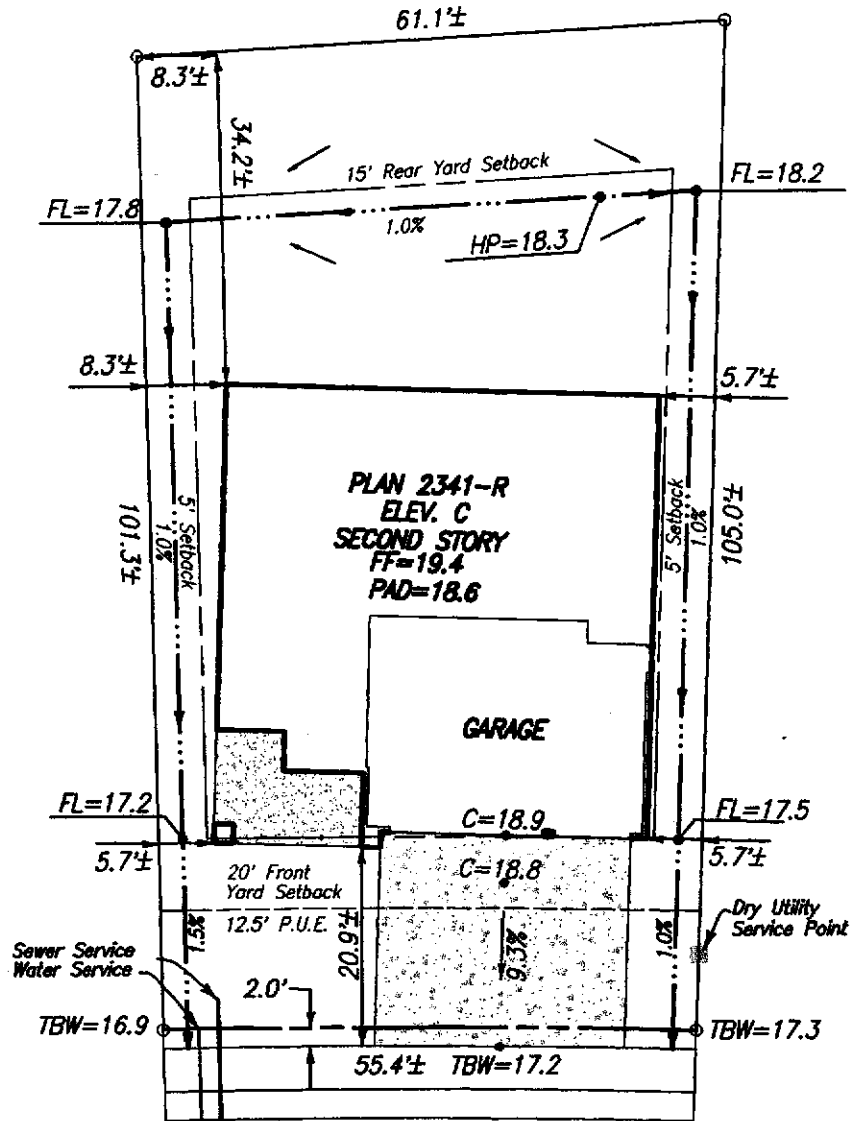 61.1'±
8.3'±
34.2'±
15' Rear Yard Setback
FL=17.8
FL=18.2
1.0%
HP=18.3
8.3'±
5.7'±
PLAN 2341-R
ELEV. C
SECOND STORY
FF=19.4
PAD=18.6
101.3'±
1.0%
5' Setback
5' Setback
1.0%
105.0'±
GARAGE
FL=17.2
C=18.9
FL=17.5
5.7'±
C=18.8
5.7'±
20' Front
Yard Setback
12.5' P.U.E.
1.5%
20.9'±
9.3%
1.0%
Dry Utility
Service Point
Sewer Service
Water Service
2.0'
TBW=16.9
TBW=17.3
55.4'±
TBW=17.2